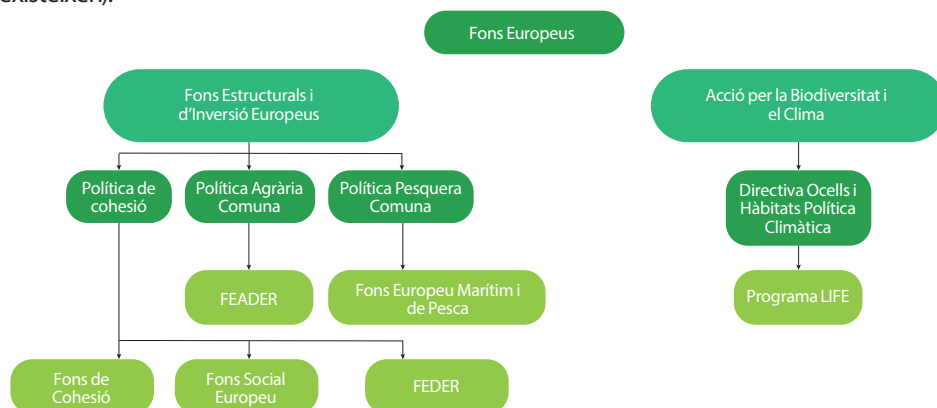 existeixen).
Fons Europeus
Fons Estructurals i
d'Inversió Europeus
Acció per la Biodiversitat i
el Clima
Política de
cohesió
Política Agrària
Comuna
Política Pesquera
Comuna
Directiva Ocells i
Hàbitats Política
Climàtica
FEADER
Fons Europeu Marítim i
de Pesca
Programa LIFE
Fons de
Cohesió
Fons Social
Europeu
FEDER